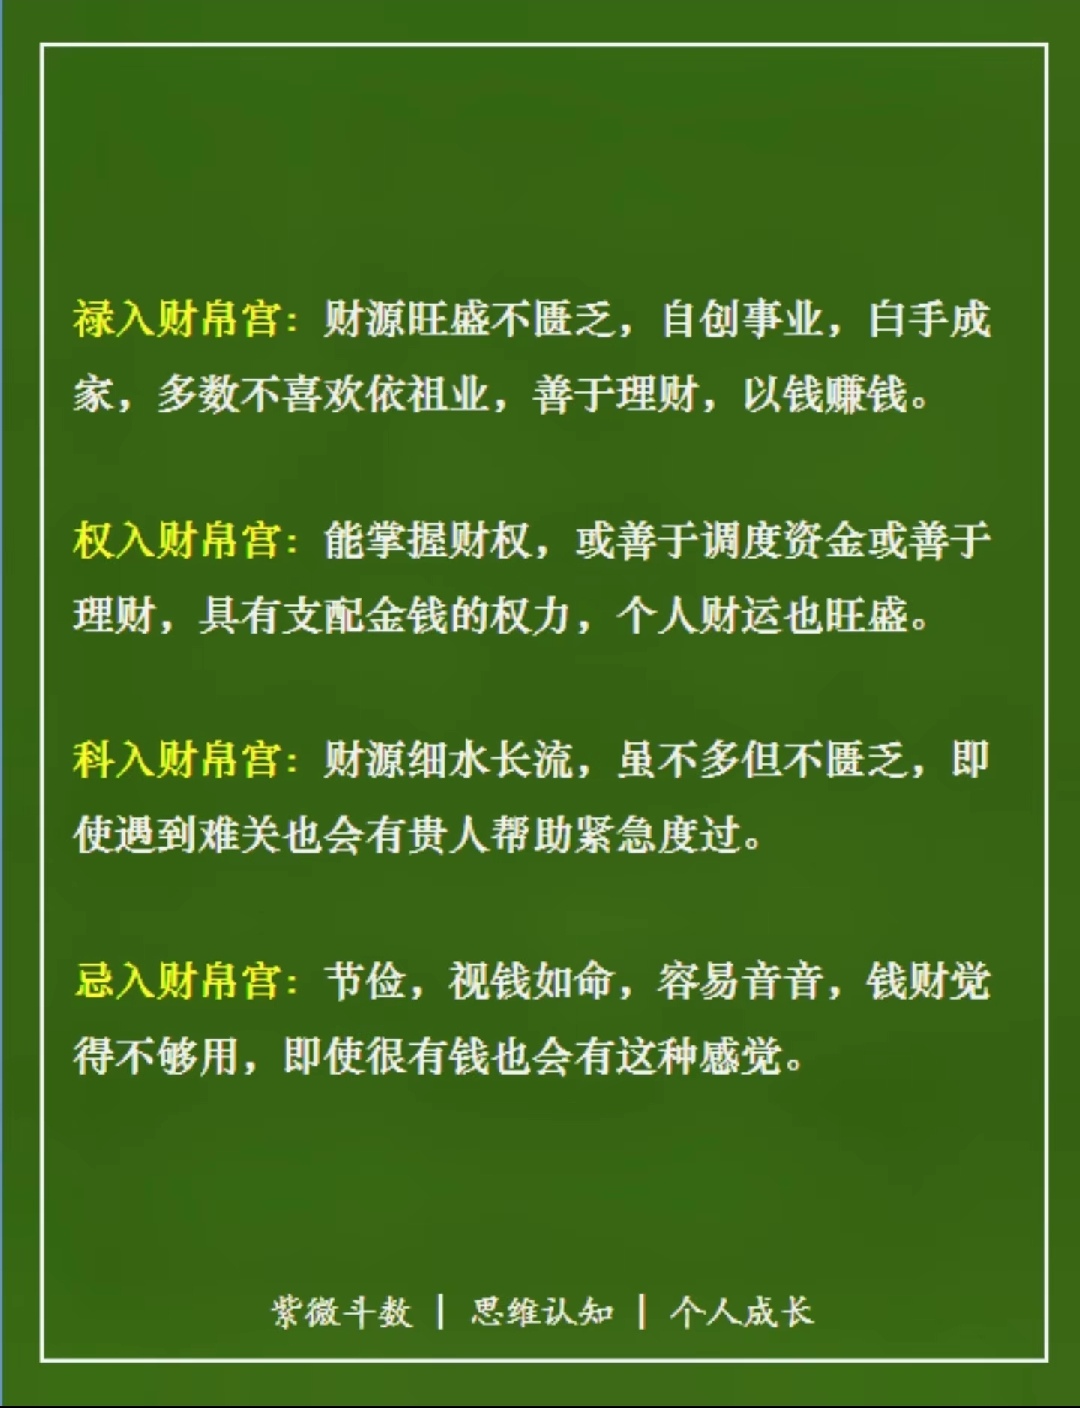 禄入财帛宫：财源旺盛不匮乏，自创事业，白手成
家，多数不喜欢依祖业，善于理财，以钱赚钱。
权入财帛宫：能掌握财权，或善于调度资金或善于
理财，具有支配金钱的权力，个人财运也旺盛。
科入财帛宫：财源细水长流，虽不多但不匮乏，即
使遇到难关也会有贵人帮助紧急度过。
忌入财帛宫：节俭，视钱如命，容易音音，钱财觉
得不够用，即使很有钱也会有这种感觉。
紫微斗数 | 思维认知 | 个人成长